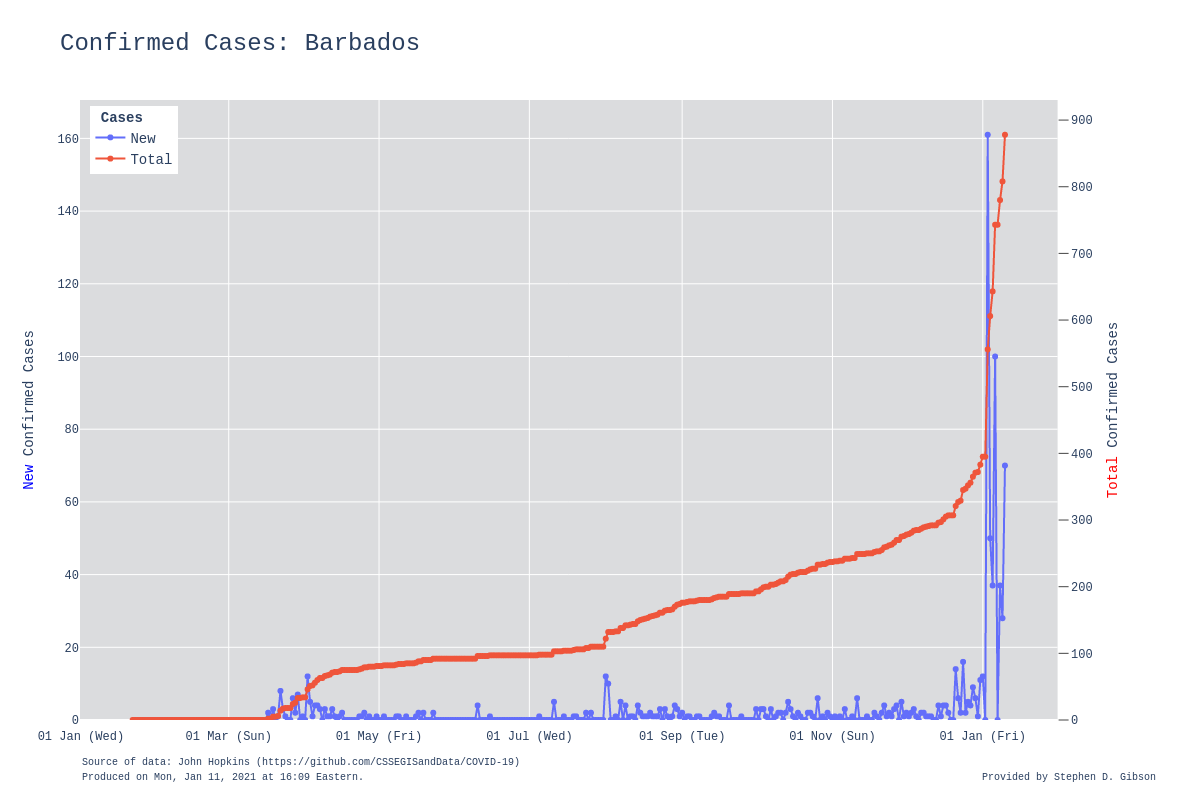 Confirmed Cases: Barbados
Cases
New
Total
160
140
120
100
80
60
40
20
0
900
800
700
600
500
400
300
200
100
0
New Confirmed Cases
Total Confirmed Cases
01 Jan (Wed)
01 Mar (Sun)
01 May (Fri)
01 Jul (Wed)
01 Sep (Tue)
01 Nov (Sun)
01 Jan (Fri)
Source of data: John Hopkins (https://github.com/CSSEGISandData/COVID-19)
Produced on Mon, Jan 11, 2021 at 16:09 Eastern.
Provided by Stephen D. Gibson